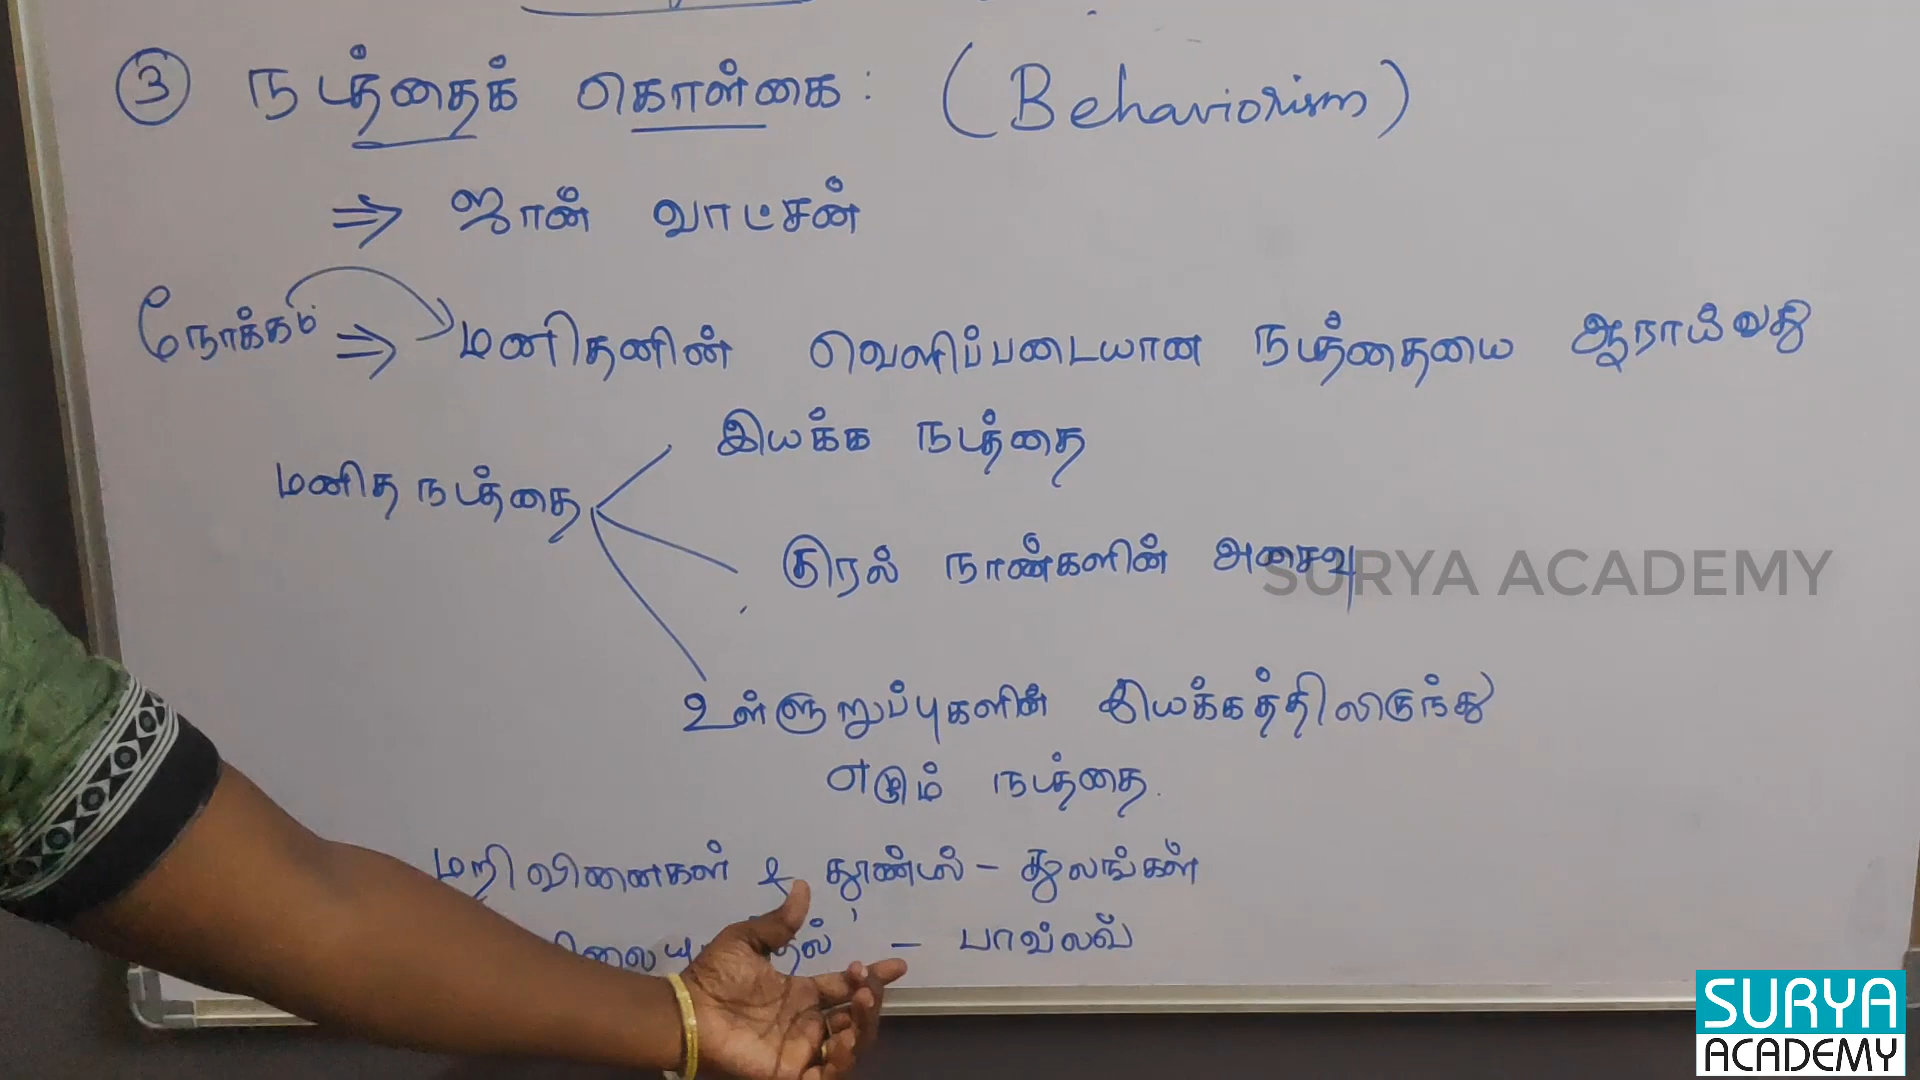 ③ நடத்தைக் கொள்கை : (Behaviorism)
⇒ ஜான் வாட்சன்
நோக்கம் ⇒ மனிதனின் வெளிப்படையான நடத்தையை ஆராய்வது
இயக்க நடத்தை
மனித நடத்தை
குரல் நாண்களின் அசைவு
SURYA ACADEMY
உள்ளுறுப்புகளின் இயக்கத்திலிருந்து
எழும் நடத்தை.
மறிவினைகள் & தூண்டல் - துலங்கள்
- பாவ்லவ்
SURYA
ACADEMY